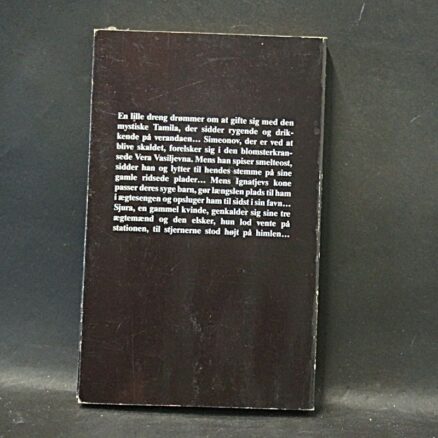 En lille dreng drømmer om at gifte sig med den
mystiske Tamila, der sidder rygende og drik-
kende på verandaen... Simeonov, der er ved at
blive skaldet, forelsker sig i den blomsterkran-
sede Vera Vasiljevna. Mens han spiser smelteost,
sidder han og lytter til hendes stemme på sine
gamle ridsede plader... Mens Ignatjevs kone
passer deres syge barn, gør længslen plads til ham
i ægtesengen og opsluger ham til sidst i sin favn...
Sjura, en gammel kvinde, genkalder sig sine tre
ægtemænd og den elsker, hun lod vente på
stationen, til stjernerne stod højt på himlen...